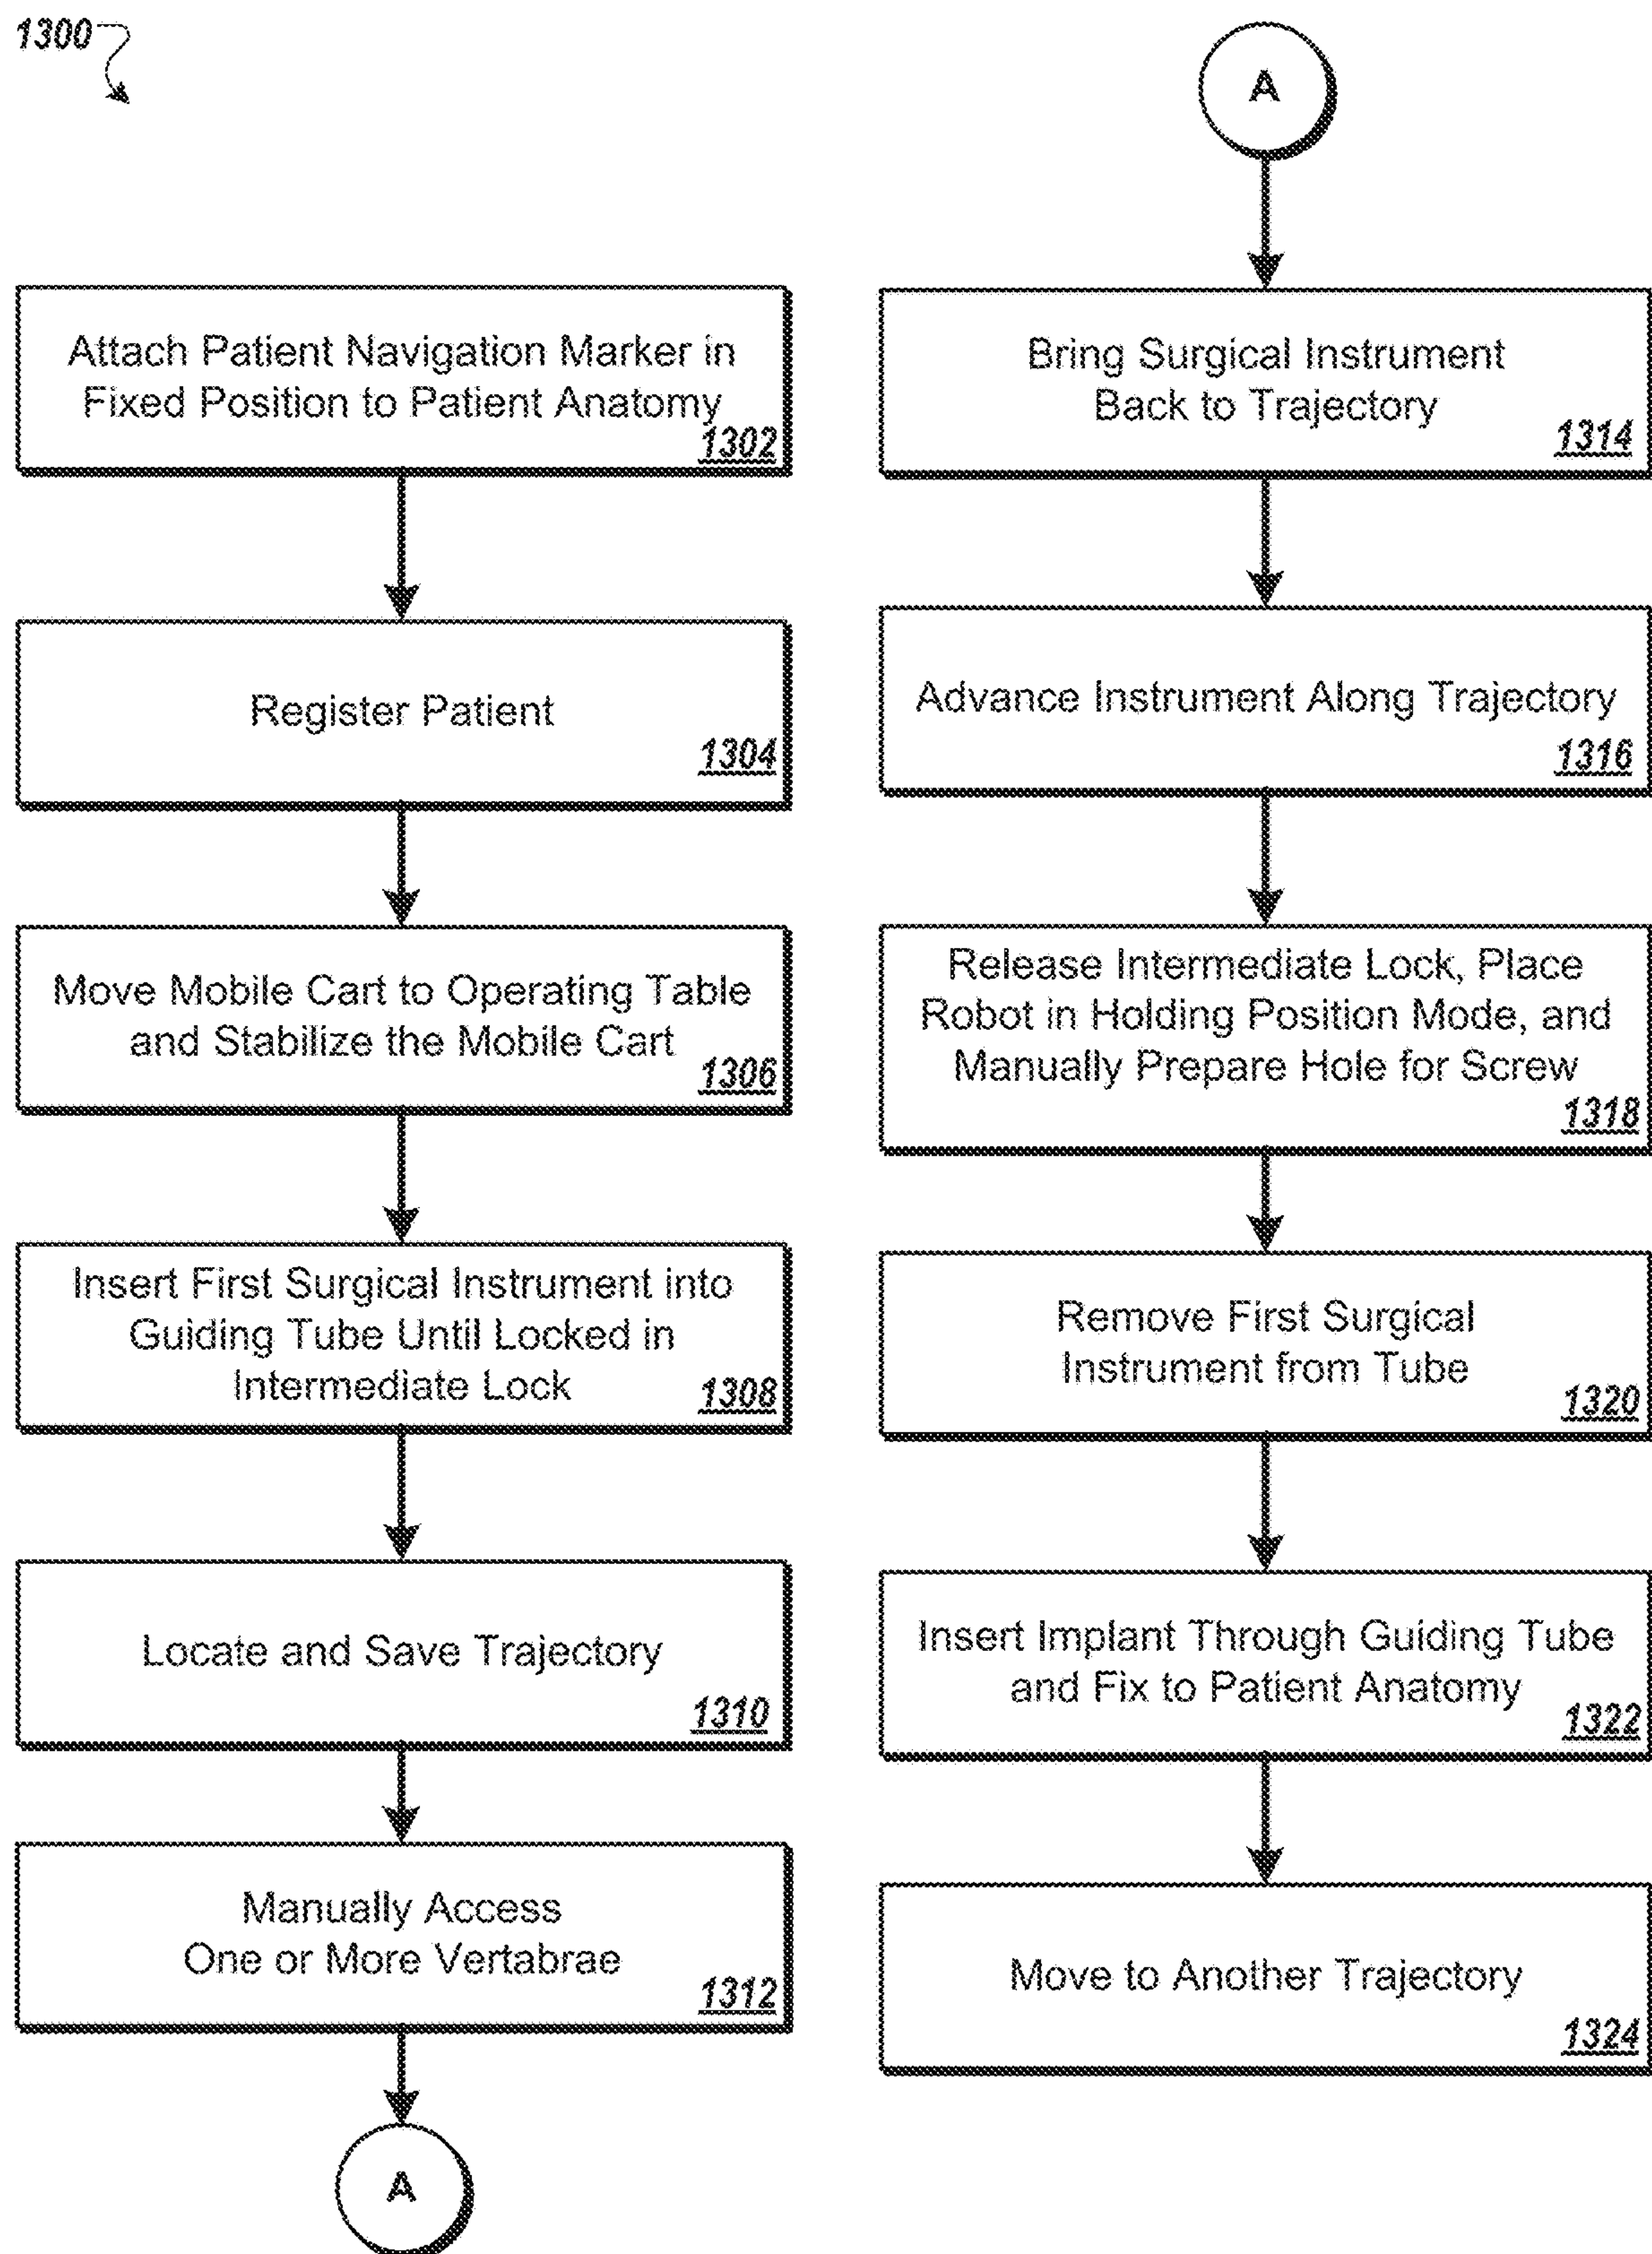 1300
Attach Patient Navigation Marker in
Fixed Position to Patient Anatomy
1302
Register Patient
1304
Move Mobile Cart to Operating Table
and Stabilize the Mobile Cart
1306
Insert First Surgical Instrument into
Guiding Tube Until Locked in
Intermediate Lock
1308
Locate and Save Trajectory
1310
Manually Access
One or More Vertabrae
1312
A
A
Bring Surgical Instrument
Back to Trajectory
1314
Advance Instrument Along Trajectory
1316
Release Intermediate Lock, Place
Robot in Holding Position Mode, and
Manually Prepare Hole for Screw
1318
Remove First Surgical
Instrument from Tube
1320
Insert Implant Through Guiding Tube
and Fix to Patient Anatomy
1322
Move to Another Trajectory
1324